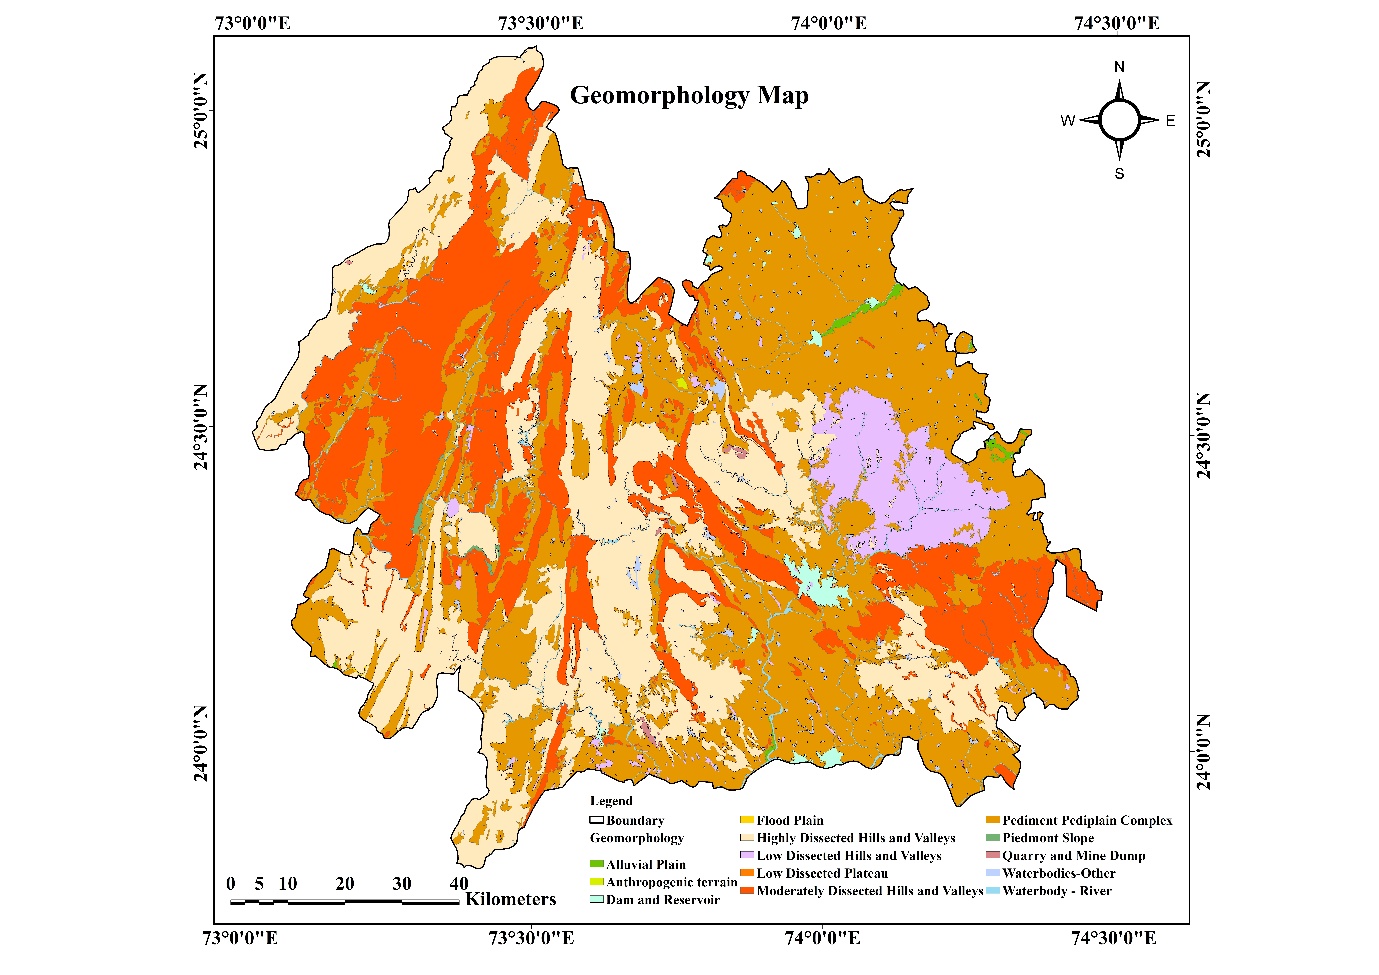 73°0'0"E 73°30'0"E 74°0'0"E 74°30'0"E
Geomorphology Map
N
W E
S
25°0'0"N 25°0'0"N
24°30'0"N 24°30'0"N
24°0'0"N 24°0'0"N
Legend
Boundary
Geomorphology
Alluvial Plain
Anthropogenic terrain
Dam and Reservoir
Flood Plain
Highly Dissected Hills and Valleys
Low Dissected Hills and Valleys
Low Dissected Plateau
Moderately Dissected Hills and Valleys
Pediment Pediplain Complex
Piedmont Slope
Quarry and Mine Dump
Waterbodies-Other
Waterbody - River
0 5 10 20 30 40
Kilometers
73°0'0"E 73°30'0"E 74°0'0"E 74°30'0"E